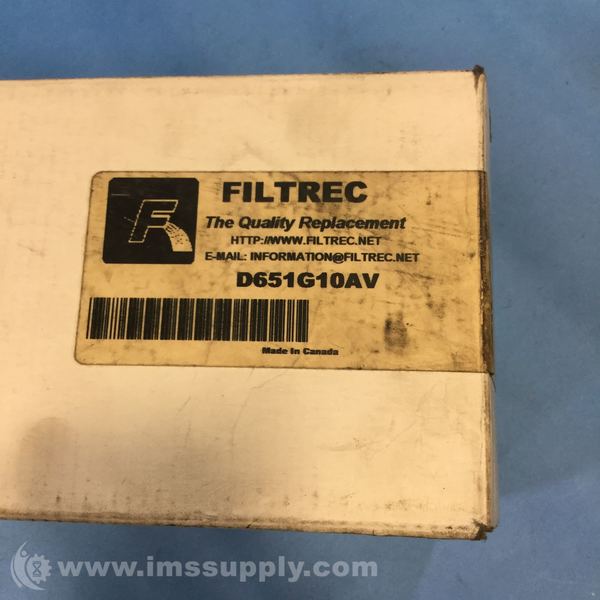 F
FILTREC
The Quality Replacement
HTTP://WWW.FILTREC.NET
E-MAIL: INFORMATION@FILTREC.NET
D651G10AV
Made In Canada
www.imssupply.com